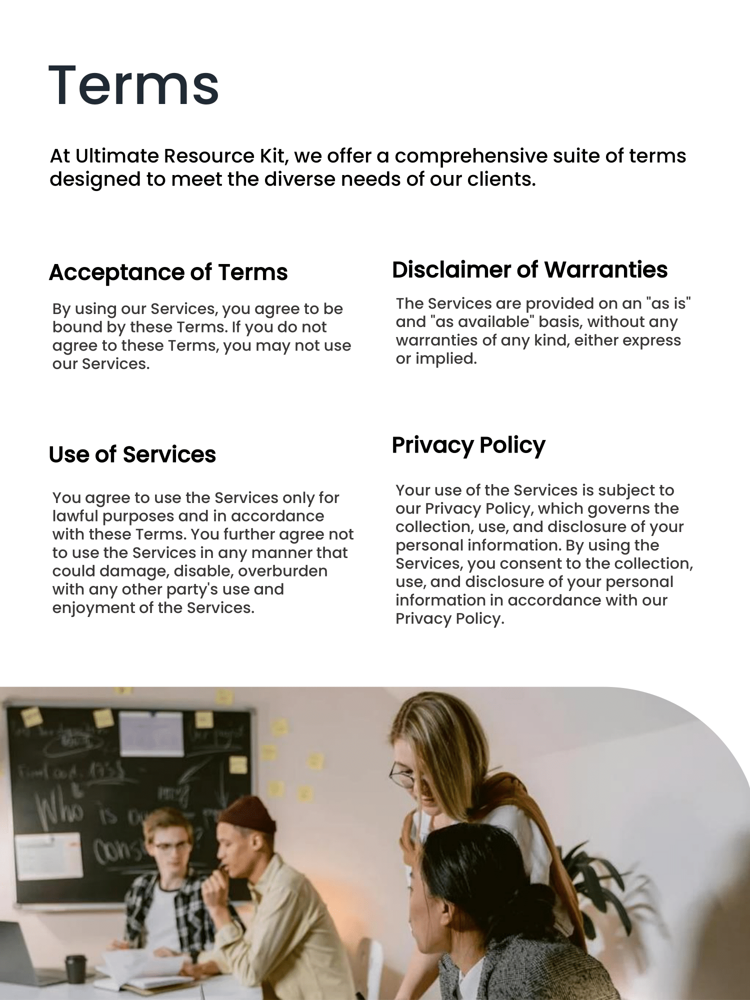 Terms
At Ultimate Resource Kit, we offer a comprehensive suite of terms
designed to meet the diverse needs of our clients.
Acceptance of Terms
By using our Services, you agree to be
bound by these Terms. If you do not
agree to these Terms, you may not use
our Services.
Use of Services
You agree to use the Services only for
lawful purposes and in accordance
with these Terms. You further agree not
to use the Services in any manner that
could damage, disable, overburden
with any other party's use and
enjoyment of the Services.
Disclaimer of Warranties
The Services are provided on an "as is"
and "as available" basis, without any
warranties of any kind, either express
or implied.
Privacy Policy
Your use of the Services is subject to
our Privacy Policy, which governs the
collection, use, and disclosure of your
personal information. By using the
Services, you consent to the collection,
use, and disclosure of your personal
information in accordance with our
Privacy Policy.
Who is